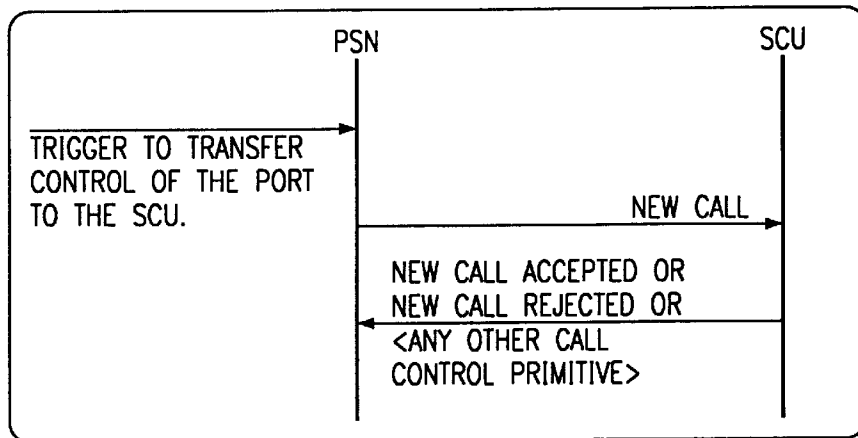 PSN
SCU
TRIGGER TO TRANSFER
CONTROL OF THE PORT
TO THE SCU.
NEW CALL
NEW CALL ACCEPTED OR
NEW CALL REJECTED OR
<ANY OTHER CALL
CONTROL PRIMITIVE>